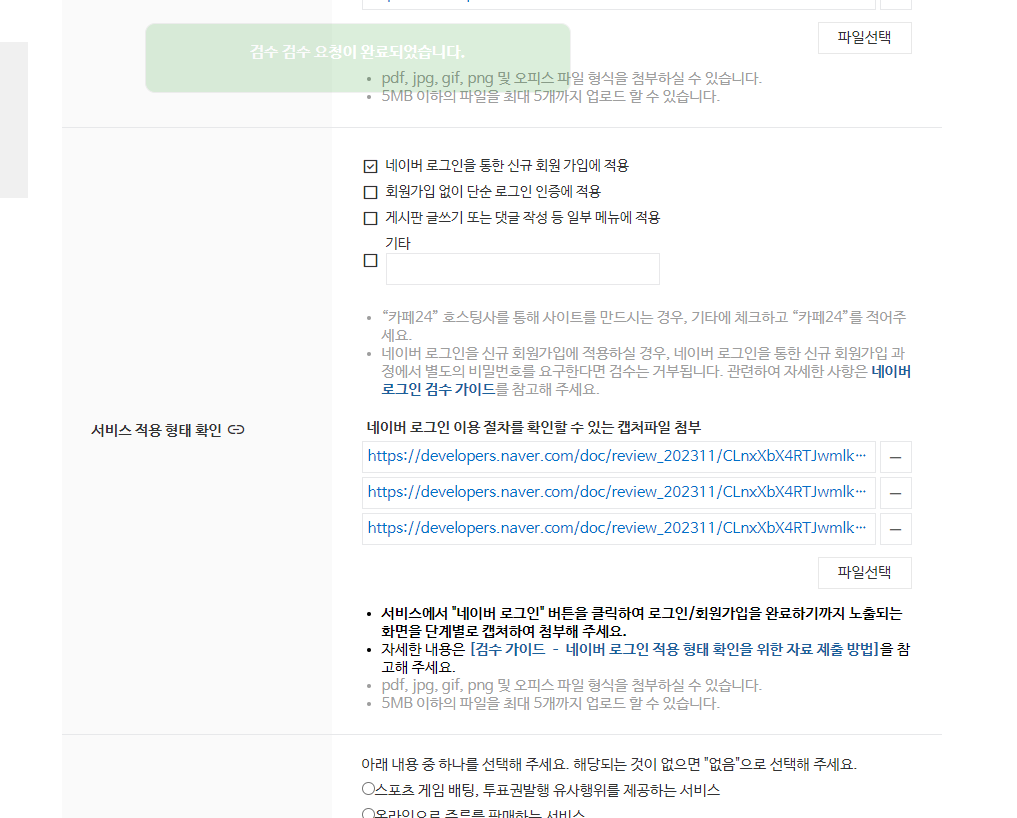 파일선택
검수 검수 요청이 완료되었습니다.
pdf, jpg, gif, png 및 오피스 파일 형식을 첨부하실 수 있습니다.
5MB 이하의 파일을 최대 5개까지 업로드 할 수 있습니다.
네이버 로그인을 통한 신규 회원 가입에 적용
회원가입 없이 단순 로그인 인증에 적용
게시판 글쓰기 또는 댓글 작성 등 일부 메뉴에 적용
기타
“카페24” 호스팅사를 통해 사이트를 만드시는 경우, 기타에 체크하고 “카페24”를 적어주
세요.
네이버 로그인을 신규 회원가입에 적용하실 경우, 네이버 로그인을 통한 신규 회원가입 과
정에서 별도의 비밀번호를 요구한다면 검수는 거부됩니다. 관련하여 자세한 사항은 네이버
로그인 검수 가이드를 참고해 주세요.
서비스 적용 형태 확인
네이버 로그인 이용 절차를 확인할 수 있는 캡처파일 첨부
https://developers.naver.com/doc/review_202311/CLnxXbX4RTJwmlk…
https://developers.naver.com/doc/review_202311/CLnxXbX4RTJwmlk…
https://developers.naver.com/doc/review_202311/CLnxXbX4RTJwmlk…
파일선택
서비스에서 "네이버 로그인" 버튼을 클릭하여 로그인/회원가입을 완료하기까지 노출되는
화면을 단계별로 캡쳐하여 첨부해 주세요.
자세한 내용은 [검수 가이드 - 네이버 로그인 적용 형태 확인을 위한 자료 제출 방법]을 참
고해 주세요.
pdf, jpg, gif, png 및 오피스 파일 형식을 첨부하실 수 있습니다.
5MB 이하의 파일을 최대 5개까지 업로드 할 수 있습니다.
아래 내용 중 하나를 선택해 주세요. 해당되는 것이 없으면 "없음"으로 선택해 주세요.
스포츠 게임 배팅, 투표권발행 유사행위를 제공하는 서비스
온라인으로 주류를 판매하는 서비스